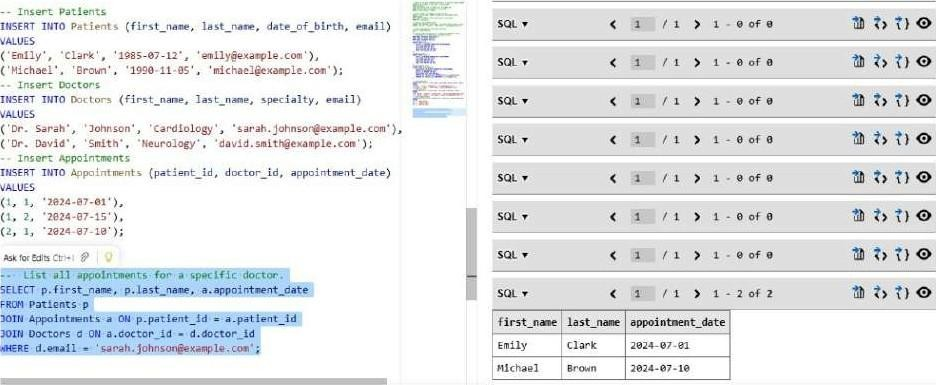 -- Insert Patients
INSERT INTO Patients (first_name, last_name, date_of_birth, email)
VALUES
('Emily', 'Clark', '1985-07-12', 'emily@example.com'),
('Michael', 'Brown', '1990-11-05', 'michael@example.com');
-- Insert Doctors
INSERT INTO Doctors (first_name, last_name, specialty, email)
VALUES
('Dr. Sarah', 'Johnson', 'Cardiology', 'sarah.johnson@example.com'),
('Dr. David', 'Smith', 'Neurology', 'david.smith@example.com');
-- Insert Appointments
INSERT INTO Appointments (patient_id, doctor_id, appointment_date)
VALUES
(1, 1, '2024-07-01'),
(1, 2, '2024-07-15'),
(2, 1, '2024-07-10');
Ask for Edits Ctrl+I
-- List all appointments for a specific doctor.
SELECT p.first_name, p.last_name, a.appointment_date
FROM Patients p
JOIN Appointments a ON p.patient_id = a.patient_id
JOIN Doctors d ON a.doctor_id = d.doctor_id
WHERE d.email = 'sarah.johnson@example.com';
SQL 1 / 1 1 - 0 of 0
SQL 1 / 1 1 - 0 of 0
SQL 1 / 1 1 - 0 of 0
SQL 1 / 1 1 - 0 of 0
SQL 1 / 1 1 - 0 of 0
SQL 1 / 1 1 - 0 of 0
SQL 1 / 1 1 - 0 of 0
SQL 1 / 1 1 - 2 of 2
first_name last_name appointment_date
Emily Clark 2024-07-01
Michael Brown 2024-07-10